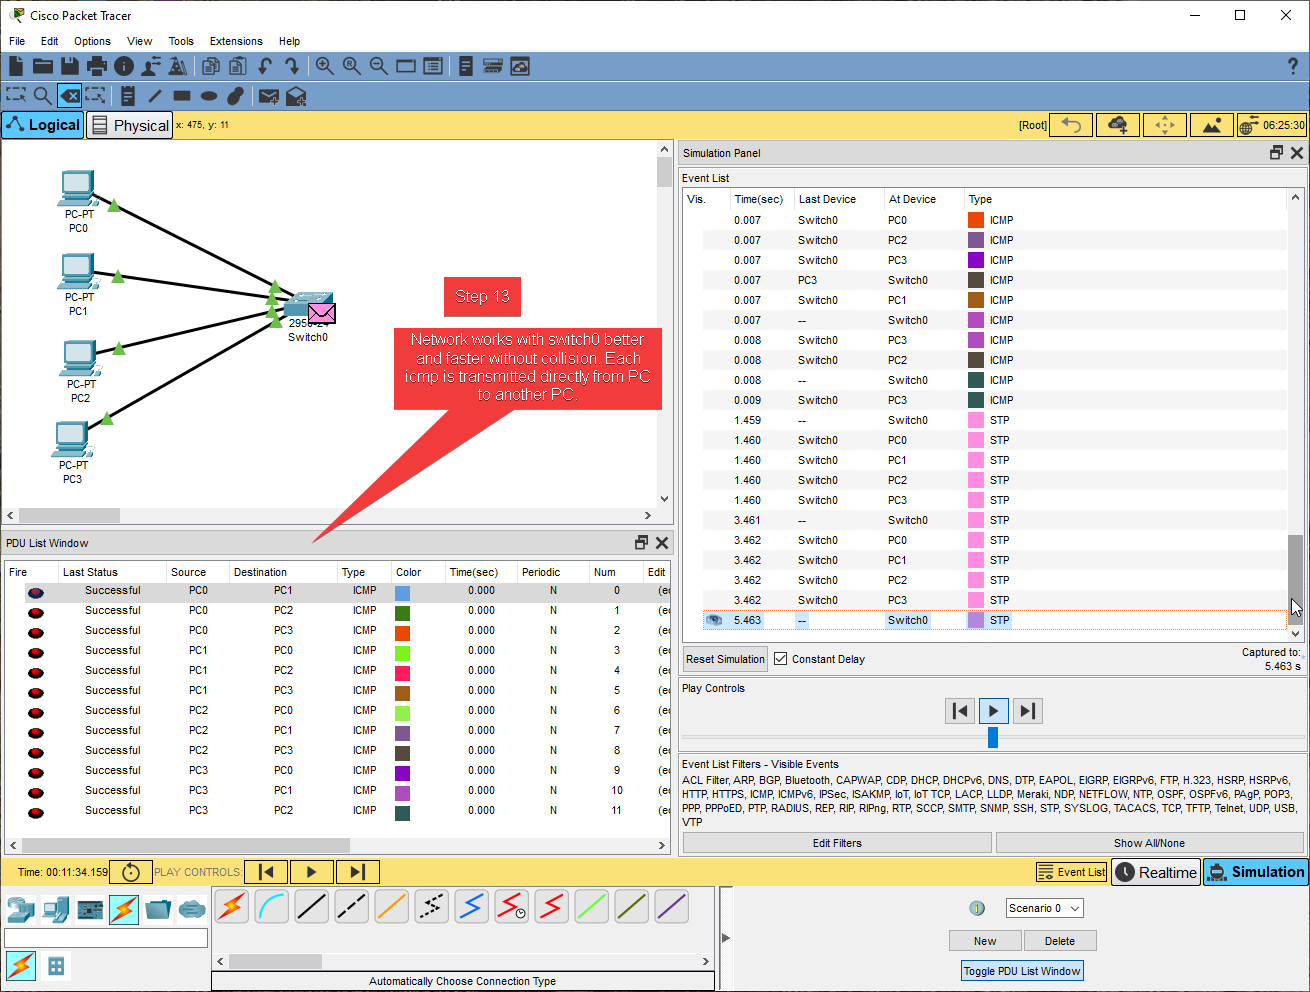 Cisco Packet Tracer
File Edit Options View Tools Extensions Help
Logical Physical x: 475, y: 11 [Root] 06:25:30
PC-PT
PC0
PC-PT
PC1
PC-PT
PC2
PC-PT
PC3
Switch0
Step 13
Network works with switch0 better
and faster without collision. Each
icmp is transmitted directly from PC
to another PC.
Simulation Panel
Event List
Vis. Time(sec) Last Device At Device Type
0.007 Switch0 PC0 ICMP
0.007 Switch0 PC2 ICMP
0.007 Switch0 PC3 ICMP
0.007 PC3 Switch0 ICMP
0.007 Switch0 PC1 ICMP
0.007 -- Switch0 ICMP
0.008 Switch0 PC3 ICMP
0.008 Switch0 PC2 ICMP
0.008 -- Switch0 ICMP
0.009 Switch0 PC3 ICMP
1.459 -- Switch0 STP
1.460 Switch0 PC0 STP
1.460 Switch0 PC1 STP
1.460 Switch0 PC2 STP
1.460 Switch0 PC3 STP
3.461 -- Switch0 STP
3.462 Switch0 PC0 STP
3.462 Switch0 PC1 STP
3.462 Switch0 PC2 STP
3.462 Switch0 PC3 STP
5.463 -- Switch0 STP
Reset Simulation Constant Delay Captured to:
5.463 s
Play Controls
Event List Filters - Visible Events
ACL Filter, ARP, BGP, Bluetooth, CAPWAP, CDP, DHCP, DHCPv6, DNS, DTP, EAPOL, EIGRP, EIGRPv6, FTP, H.323, HSRP, HSRPv6,
HTTP, HTTPS, ICMP, ICMPv6, IPSec, ISAKMP, IoT, IoT TCP, LACP, LLDP, Meraki, NDP, NETFLOW, NTP, OSPF, OSPFv6, PAgP, POP3,
PPP, PPPoED, PTP, RADIUS, REP, RIP, RIPng, RTP, SCCP, SMTP, SNMP, SSH, STP, SYSLOG, TACACS, TCP, TFTP, Telnet, UDP, USB,
VTP
Edit Filters Show All/None
PDU List Window
Fire Last Status Source Destination Type Color Time(sec) Periodic Num Edit
Successful PC0 PC1 ICMP 0.000 N 0
Successful PC0 PC2 ICMP 0.000 N 1
Successful PC0 PC3 ICMP 0.000 N 2
Successful PC1 PC0 ICMP 0.000 N 3
Successful PC1 PC2 ICMP 0.000 N 4
Successful PC1 PC3 ICMP 0.000 N 5
Successful PC2 PC0 ICMP 0.000 N 6
Successful PC2 PC1 ICMP 0.000 N 7
Successful PC2 PC3 ICMP 0.000 N 8
Successful PC3 PC0 ICMP 0.000 N 9
Successful PC3 PC1 ICMP 0.000 N 10
Successful PC3 PC2 ICMP 0.000 N 11
Time: 00:11:34.159 PLAY CONTROLS: Event List Realtime Simulation
Scenario 0
New Delete
Toggle PDU List Window
Automatically Choose Connection Type